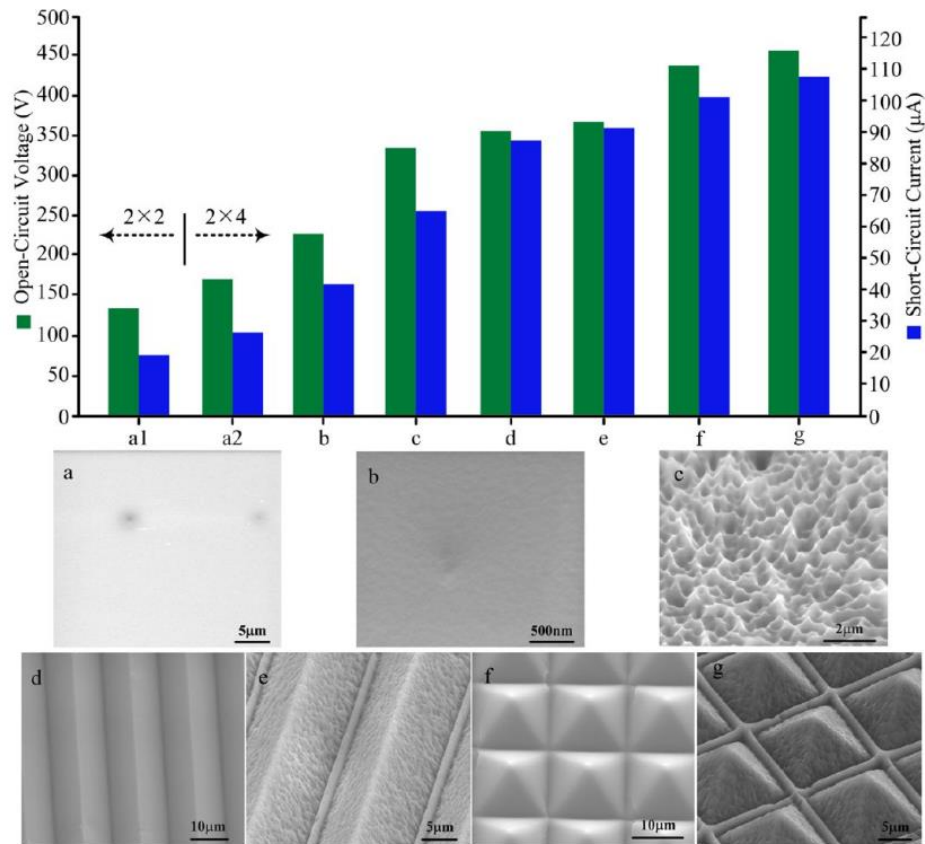 Open-Circuit Voltage (V)
500
450
400
350
300
250
200
150
100
50
0
2×2
2×4
120
110
100
90
80
70
60
50
40
30
20
10
0
Short-Circuit Current (μA)
a1 a2 b c d e f g
a
5μm
b
500nm
c
2μm
d
10μm
e
5μm
f
10μm
g
5μm